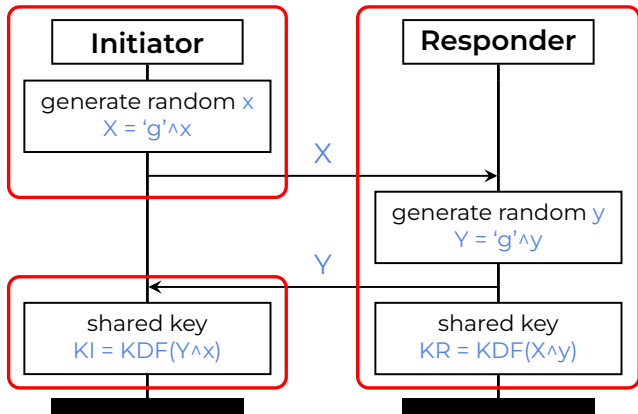 Initiator
Responder
generate random x
X = ‘g’^x
X
generate random y
Y = ‘g’^y
Y
shared key
KI = KDF(Y^x)
shared key
KR = KDF(X^y)